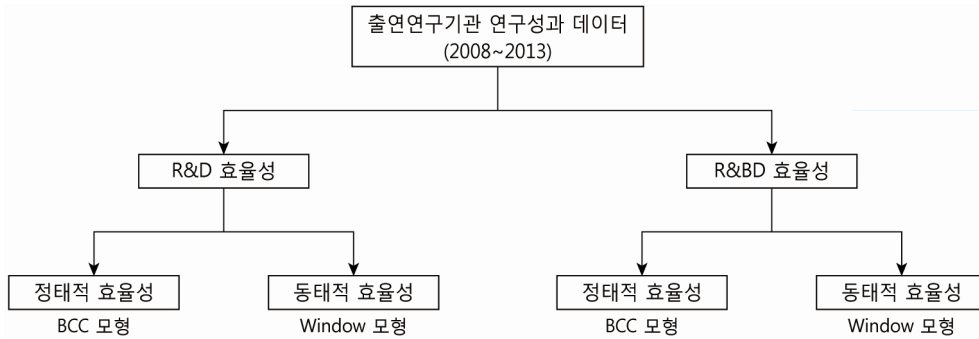 출연연구기관 연구성과 데이터
(2008~2013)
R&D 효율성
R&BD 효율성
정태적 효율성
동태적 효율성
정태적 효율성
동태적 효율성
BCC 모형
Window 모형
BCC 모형
Window 모형